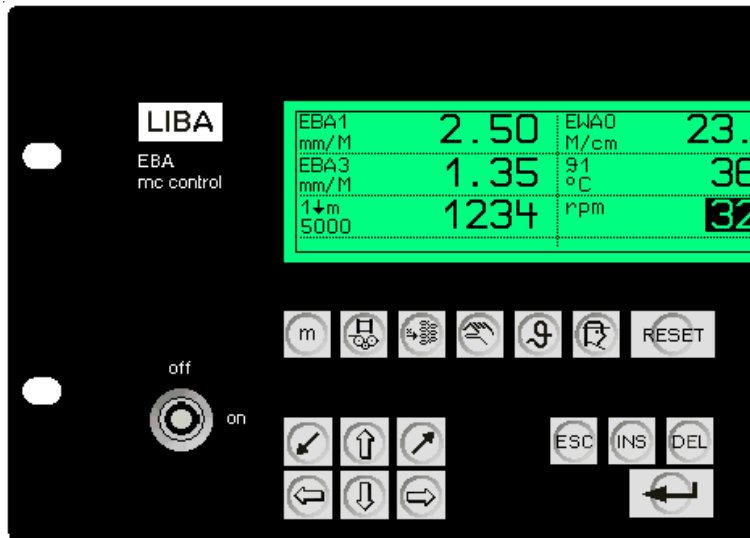 LIBA
EBA
mc control
EBA1 2.50 EWA0 23.
mm/M M/cm
EBA3 1.35 ϑ1 36
mm/M °C
1↓m 1234 rpm 32
5000
m ϑ RESET
off
on
ESC INS DEL